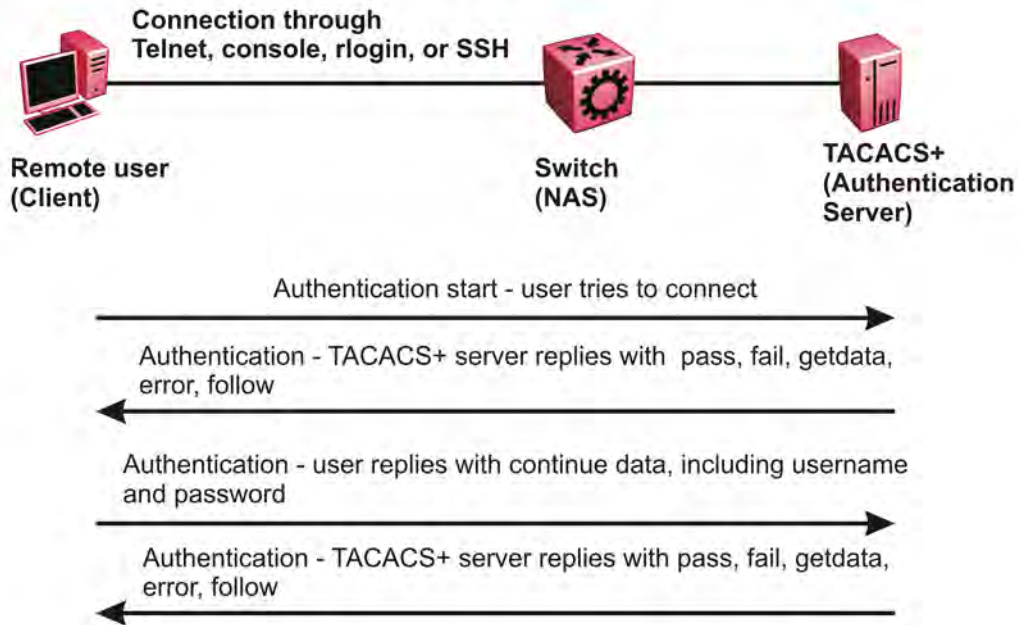 Connection through
Telnet, console, rlogin, or SSH
Remote user
(Client)
Switch
(NAS)
TACACS+
(Authentication
Server)
Authentication start - user tries to connect
Authentication - TACACS+ server replies with pass, fail, getdata,
error, follow
Authentication - user replies with continue data, including username
and password
Authentication - TACACS+ server replies with pass, fail, getdata,
error, follow